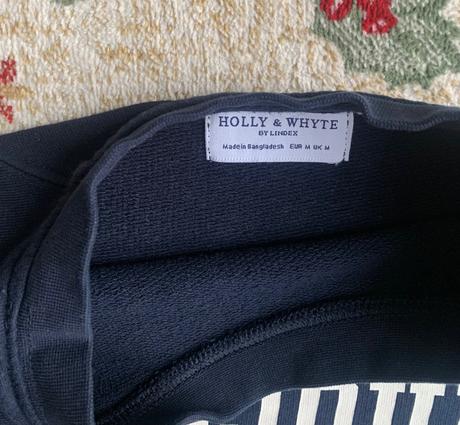 HOLLY & WHYTE
BY LINDEX
Made in Bangladesh EUR M UK M